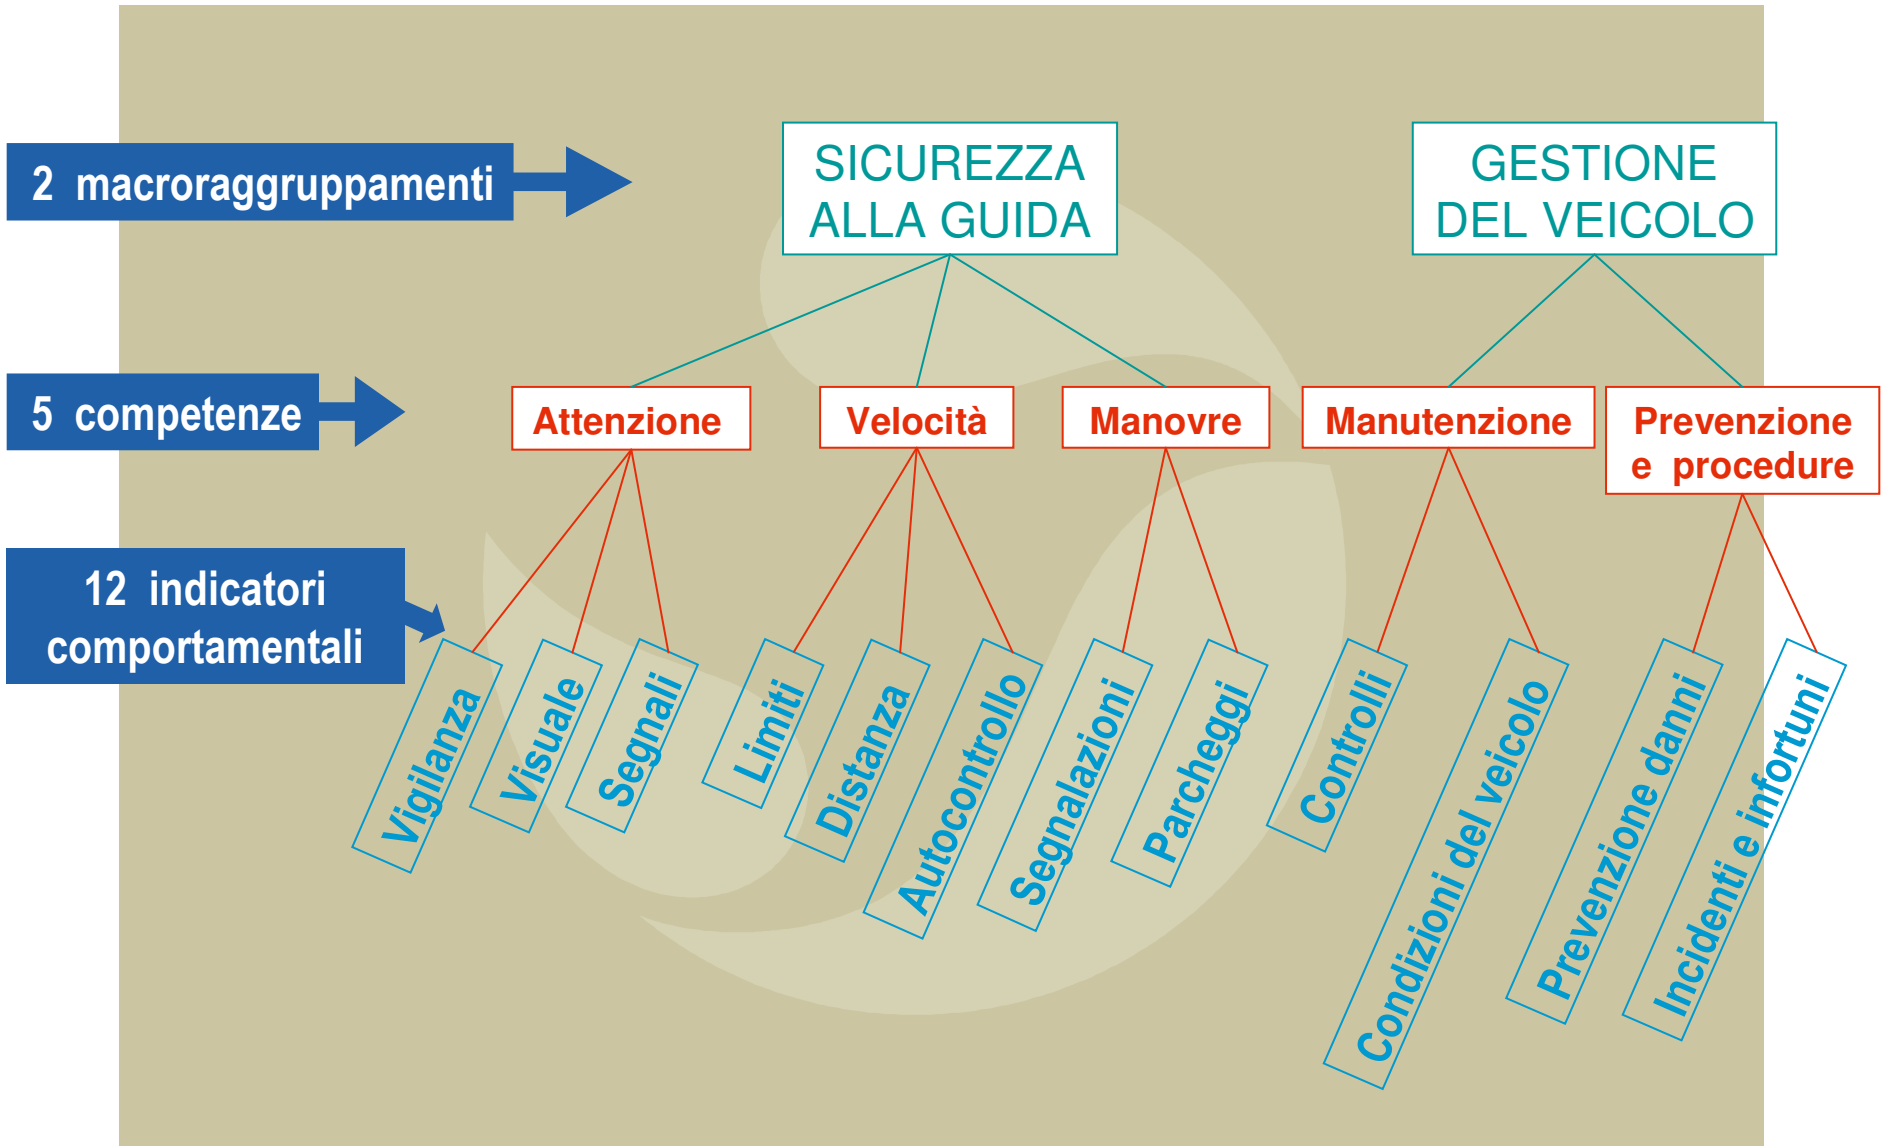 2 macroraggruppamenti
SICUREZZA
ALLA GUIDA
GESTIONE
DEL VEICOLO
5 competenze
Attenzione
Velocità
Manovre
Manutenzione
Prevenzione
e procedure
12 indicatori
comportamentali
Vigilanza
Visuale
Segnali
Limiti
Distanza
Autocontrollo
Segnalazioni
Parcheggi
Controlli
Condizioni del veicolo
Prevenzione danni
Incidenti e infortuni